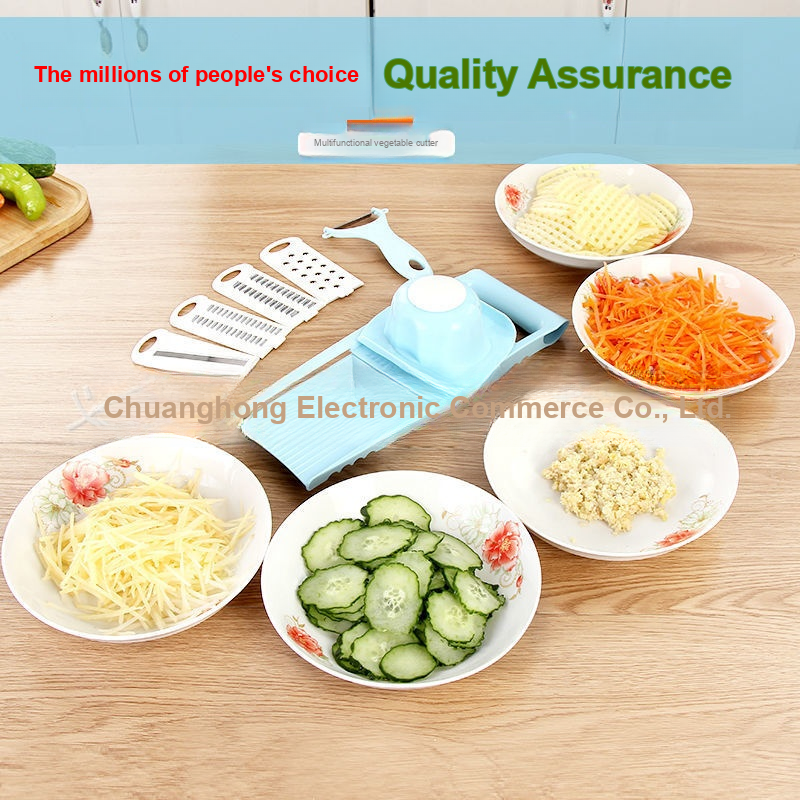 The millions of people's choice
Quality Assurance
Multifunctional vegetable cutter
Chuanghong Electronic Commerce Co., Ltd.